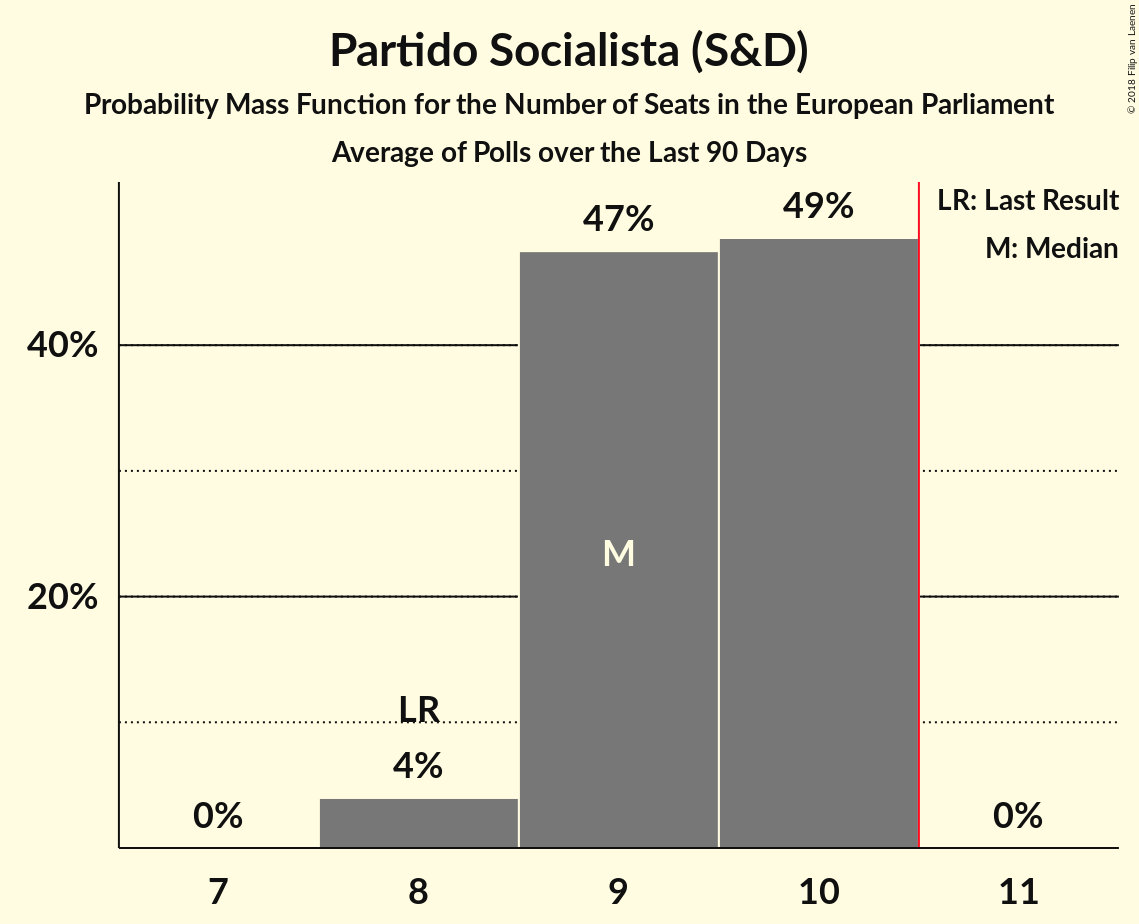 Partido Socialista (S&D)
Probability Mass Function for the Number of Seats in the European Parliament
Average of Polls over the Last 90 Days
© 2018 Filip van Laenen
LR: Last Result
M: Median
47%
49%
40%
M
20%
LR
4%
0%
0%
7
8
9
10
11